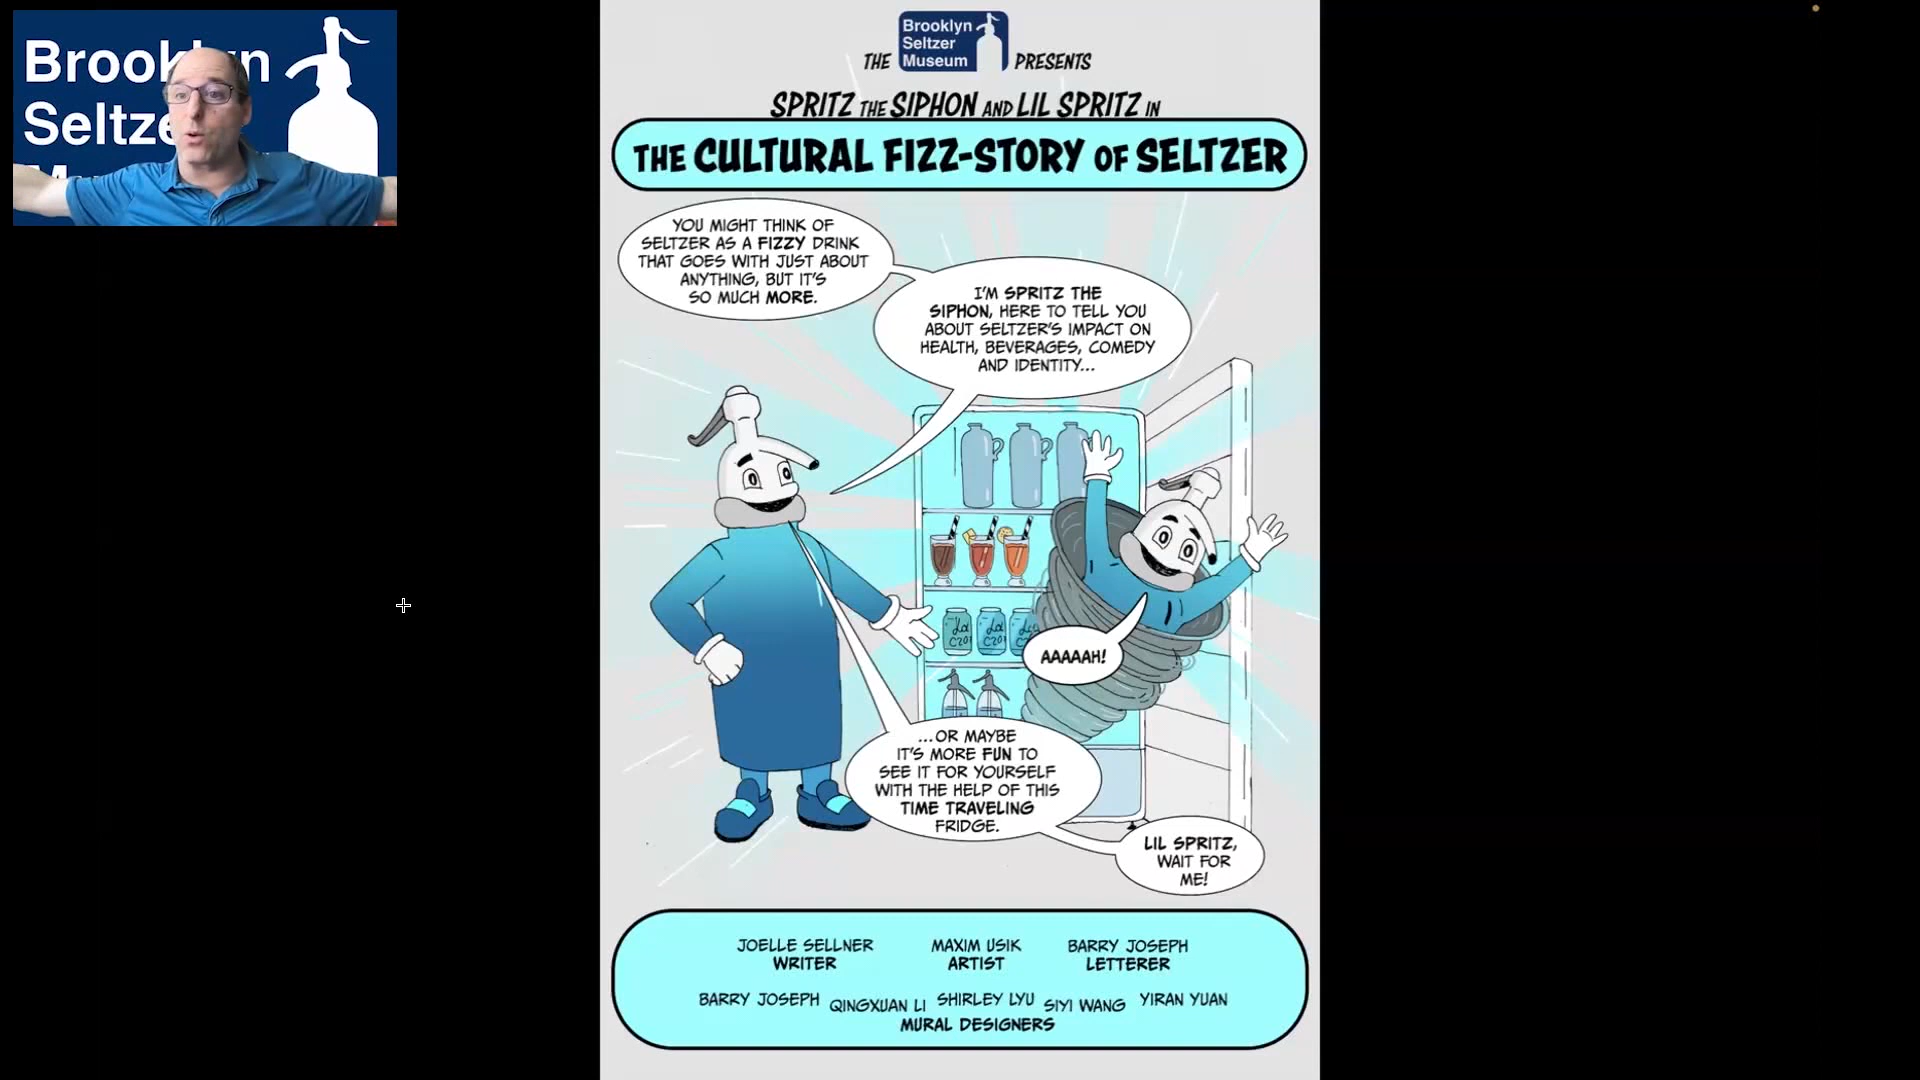 Brooklyn
Seltzer
Museum
THE
PRESENTS
SPRITZ THE SIPHON AND LIL SPRITZ IN
THE CULTURAL FIZZ-STORY OF SELTZER
YOU MIGHT THINK OF
SELTZER AS A FIZZY DRINK
THAT GOES WITH JUST ABOUT
ANYTHING, BUT IT'S
SO MUCH MORE.
I'M SPRITZ THE
SIPHON, HERE TO TELL YOU
ABOUT SELTZER'S IMPACT ON
HEALTH, BEVERAGES, COMEDY
AND IDENTITY...
AAAAAH!
...OR MAYBE
IT'S MORE FUN TO
SEE IT FOR YOURSELF
WITH THE HELP OF THIS
TIME TRAVELING
FRIDGE.
LIL SPRITZ,
WAIT FOR
ME!
JOELLE SELLNER
WRITER
MAXIM USIK
ARTIST
BARRY JOSEPH
LETTERER
BARRY JOSEPH QINGXUAN LI SHIRLEY LYU SIYI WANG YIRAN YUAN
MURAL DESIGNERS